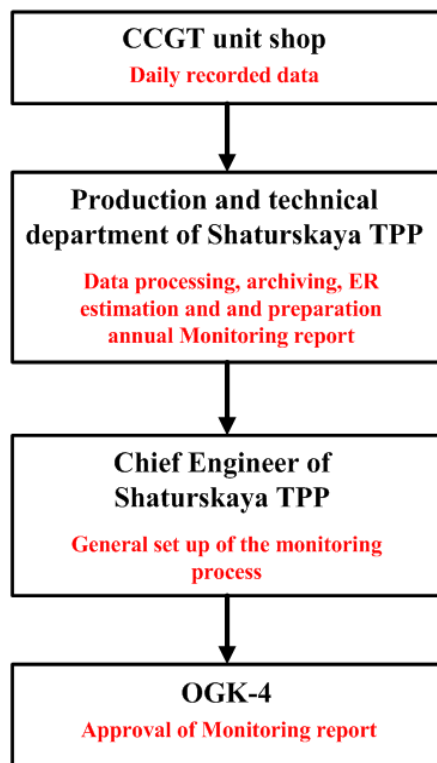 CCGT unit shop
Daily recorded data
Production and technical
department of Shaturskaya TPP
Data processing, archiving, ER
estimation and and preparation
annual Monitoring report
Chief Engineer of
Shaturskaya TPP
General set up of the monitoring
process
OGK-4
Approval of Monitoring report